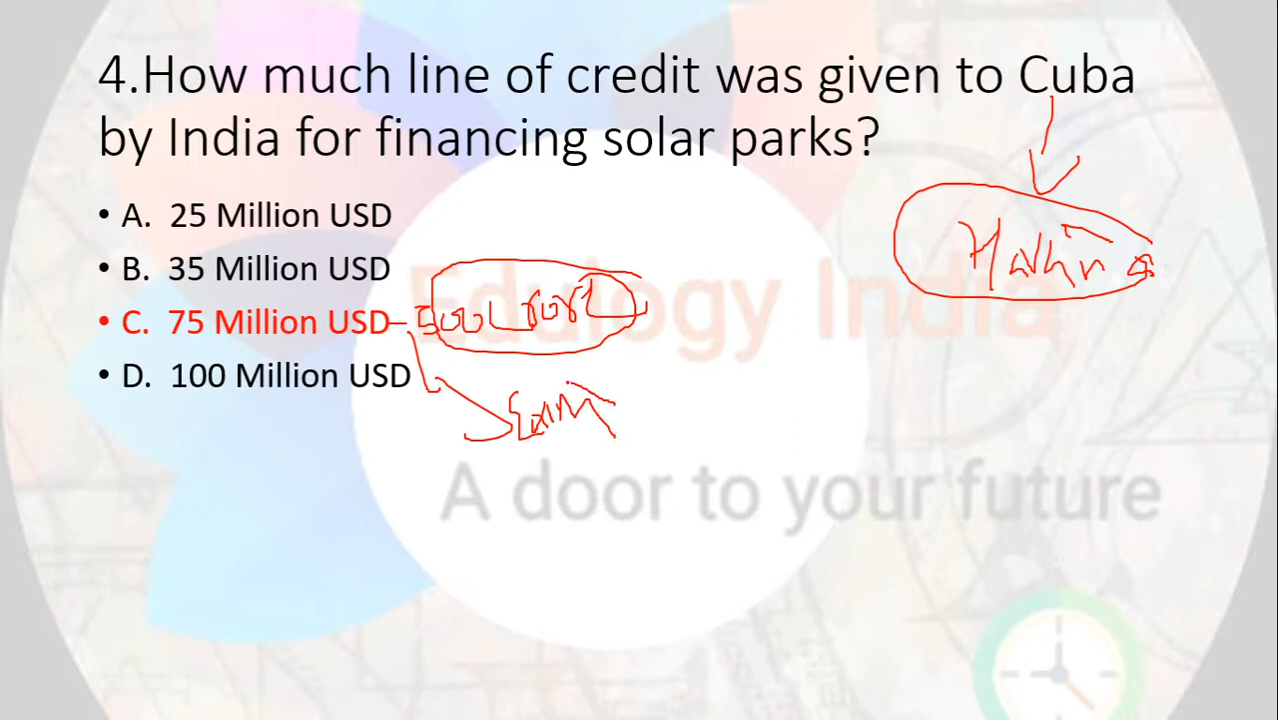 4.How much line of credit was given to Cuba
by India for financing solar parks?
• A. 25 Million USD
• B. 35 Million USD
• C. 75 Million USD
• D. 100 Million USD
Edulogy India
A door to your future